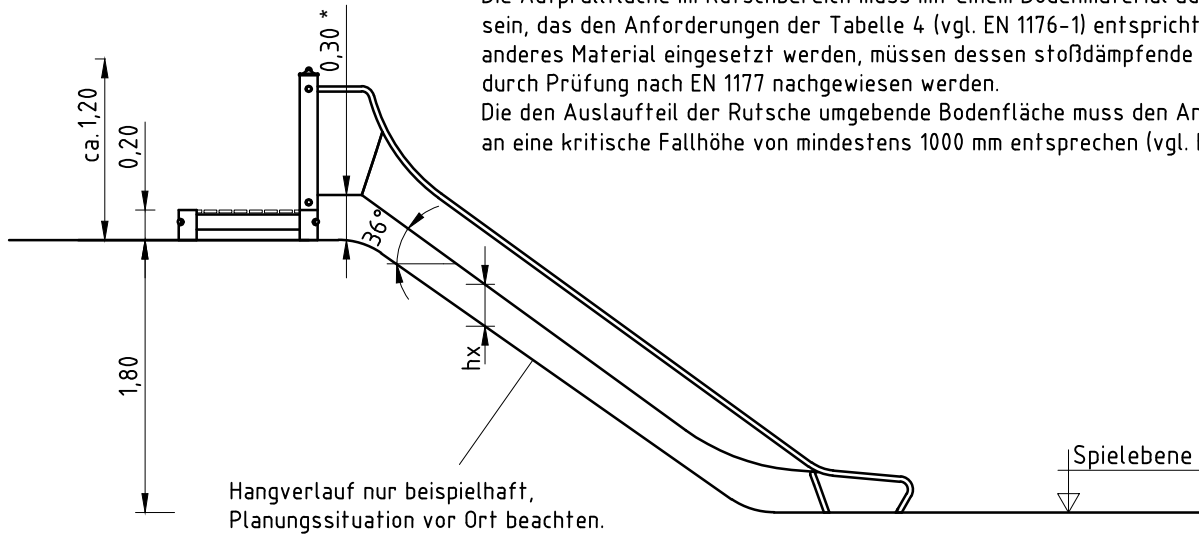 sein, das den Anforderungen der Tabelle 4 (vgl. EN 1176-1) entspricht
anderes Material eingesetzt werden, müssen dessen stoßdämpfende
durch Prüfung nach EN 1177 nachgewiesen werden.
Die den Auslaufteil der Rutsche umgebende Bodenfläche muss den
an eine kritische Fallhöhe von mindestens 1000 mm entsprechen (vgl.
0,30 *
ca. 1,20
0,20
36°
hx
1,80
Spielebene
Hangverlauf nur beispielhaft,
Planungssituation vor Ort beachten.